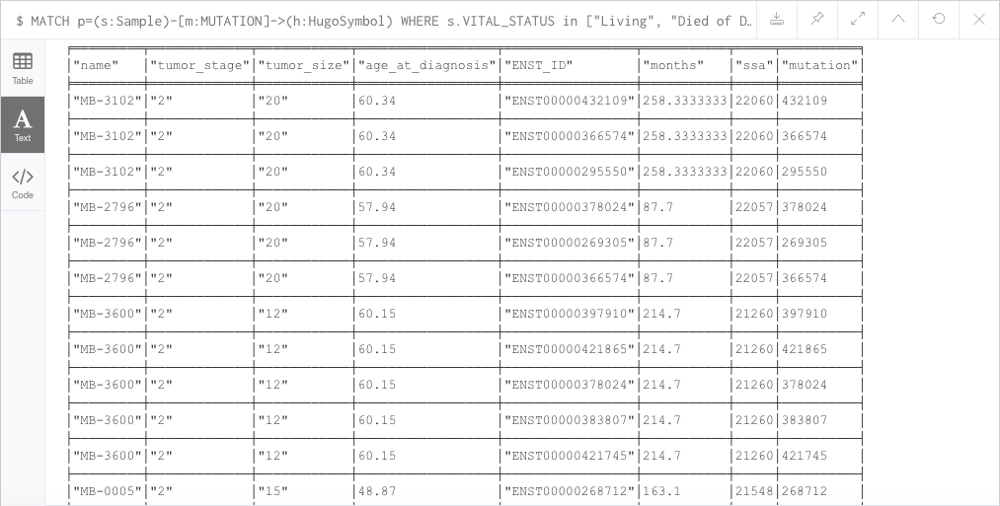 $ MATCH p=(s:Sample)-[m:MUTATION]->(h:HugoSymbol) WHERE s.VITAL_STATUS in ["Living", "Died of D…
Table
Text
Code
"name" "tumor_stage" "tumor_size" "age_at_diagnosis" "ENST_ID" "months" "ssa" "mutation"
"MB-3102" "2" "20" 60.34 "ENST00000432109" 258.3333333 22060 432109
"MB-3102" "2" "20" 60.34 "ENST00000366574" 258.3333333 22060 366574
"MB-3102" "2" "20" 60.34 "ENST00000295550" 258.3333333 22060 295550
"MB-2796" "2" "20" 57.94 "ENST00000378024" 87.7 22057 378024
"MB-2796" "2" "20" 57.94 "ENST00000269305" 87.7 22057 269305
"MB-2796" "2" "20" 57.94 "ENST00000366574" 87.7 22057 366574
"MB-3600" "2" "12" 60.15 "ENST00000397910" 214.7 21260 397910
"MB-3600" "2" "12" 60.15 "ENST00000421865" 214.7 21260 421865
"MB-3600" "2" "12" 60.15 "ENST00000378024" 214.7 21260 378024
"MB-3600" "2" "12" 60.15 "ENST00000383807" 214.7 21260 383807
"MB-3600" "2" "12" 60.15 "ENST00000421745" 214.7 21260 421745
"MB-0005" "2" "15" 48.87 "ENST00000268712" 163.1 21548 268712